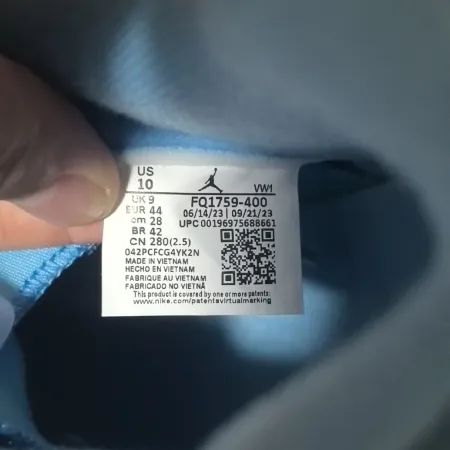 US
10
VW1
UK 9
FQ1759-400
EUR 44
06/14/23 | 09/21/23
cm 28
UPC 00196975688661
BR 42
CN 280(2.5)
042PCFCG4YK2N
MADE IN VIETNAM
HECHO EN VIETNAM
FABRIQUE AU VIETNAM
FABRICADO NO VIETNÃ
This product is covered by one or more patents:
www.nike.com/patentsvirtualmarking